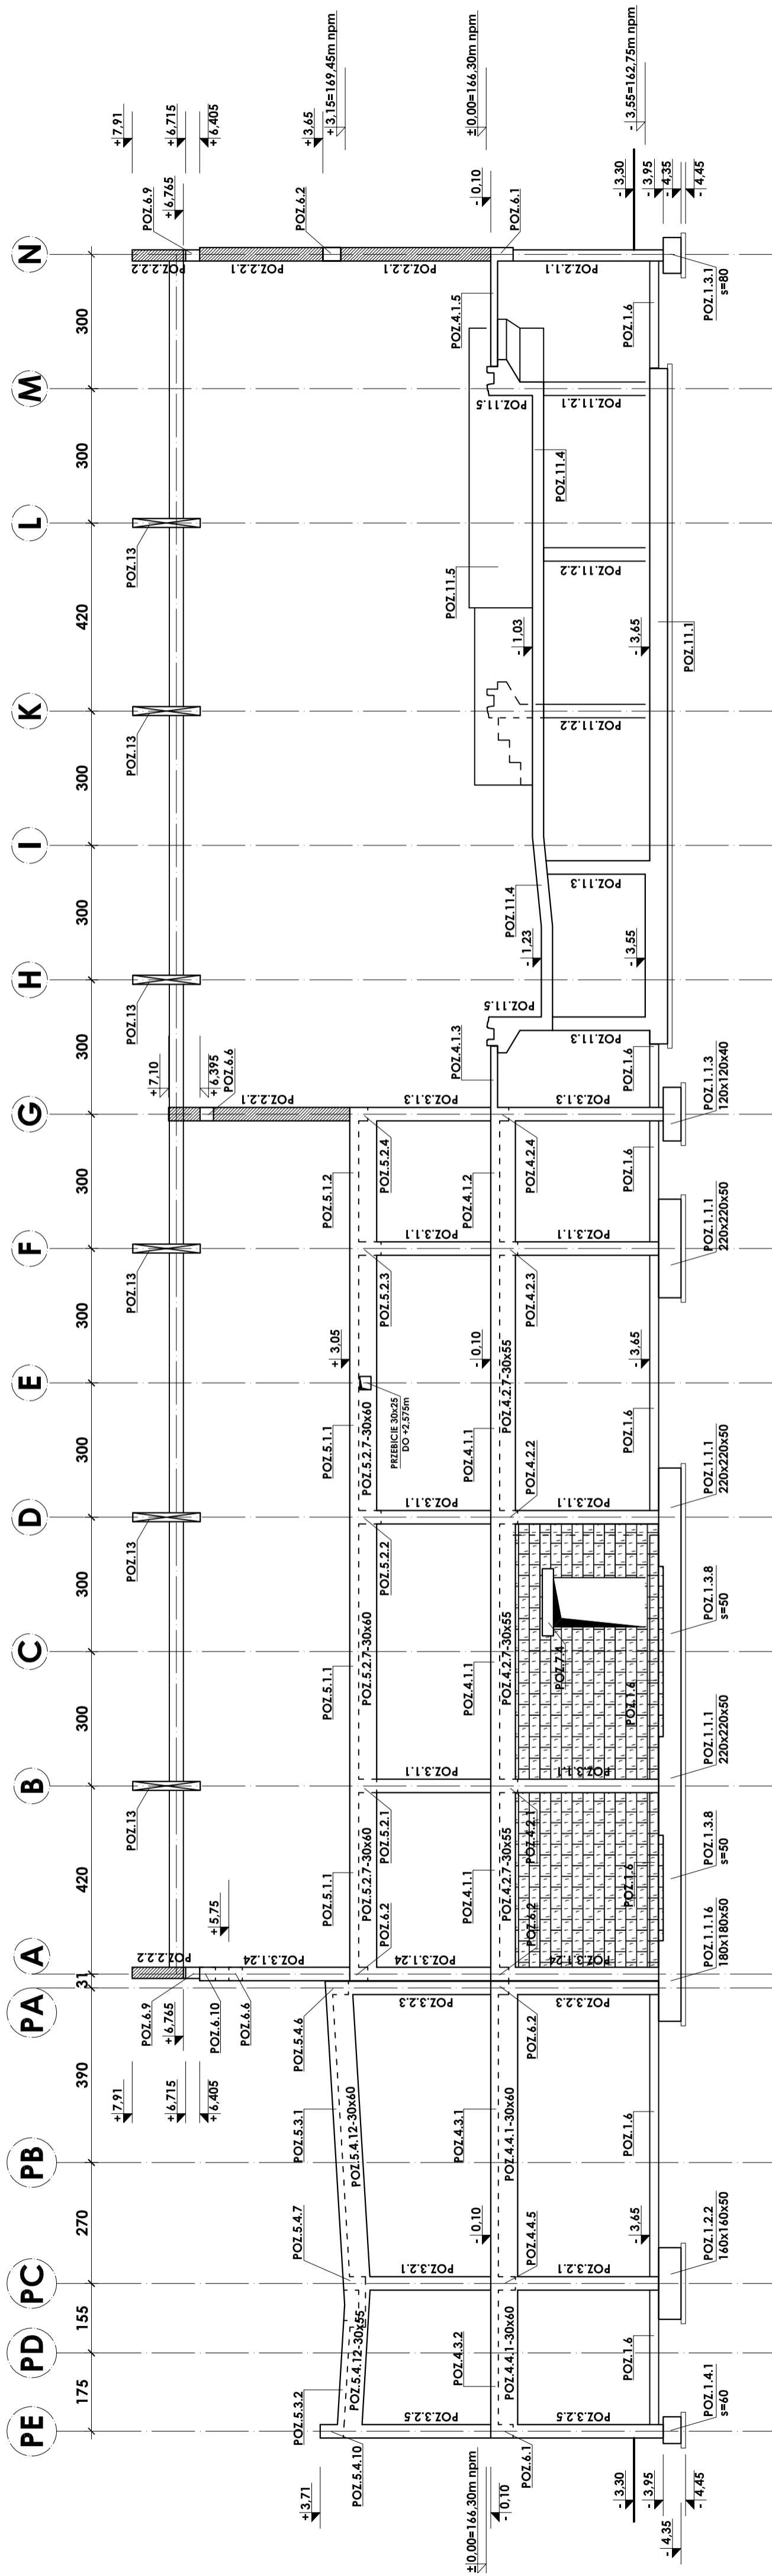 PE
PD
PC
PB
PA
A
B
C
D
E
F
G
H
I
K
L
M
N
175
155
270
390
31
420
300
300
300
300
300
300
300
300
420
300
300
+7,91
+6,715
+6,405
POZ.6.9
+6,765
POZ.6.10
POZ.6.6
POZ.2.2.2
POZ.3.1.24
+5,75
POZ.13
POZ.13
POZ.13
+7,10
+6,395
POZ.6.6
POZ.2.2.1
POZ.13
POZ.13
POZ.13
POZ.2.2.2
POZ.2.2.1
POZ.2.2.1
POZ.6.9
+6,765
+7,91
+6,715
+6,405
POZ.6.2
+3,65
+3,15=169,45m npm
+3,71
POZ.5.4.10
POZ.5.3.2
POZ.5.4.12-30x55
POZ.5.4.7
POZ.5.3.1
POZ.5.4.12-30x60
POZ.5.4.6
POZ.6.2
POZ.5.1.1
POZ.5.2.7-30x60
POZ.5.2.1
POZ.5.1.1
POZ.5.2.7-30x60
POZ.5.2.2
POZ.5.1.1
POZ.5.2.7-30x60
PRZEBICIE 30x25
DO +2,575m
+3,05
POZ.5.2.3
POZ.5.1.2
POZ.5.2.4
POZ.3.2.5
POZ.3.2.1
POZ.3.2.3
POZ.3.1.24
POZ.3.1.1
POZ.3.1.1
POZ.3.1.1
POZ.3.1.3
±0,00=166,30m npm
-0,10
POZ.6.1
POZ.4.3.2
POZ.4.4.1-30x60
POZ.4.4.5
-0,10
POZ.4.3.1
POZ.4.4.1-30x60
POZ.6.2
POZ.6.2
POZ.4.1.1
POZ.4.2.7-30x55
POZ.4.2.1
POZ.4.1.1
POZ.4.2.7-30x55
POZ.4.2.2
POZ.4.1.1
POZ.4.2.7-30x55
-0,10
POZ.4.2.3
POZ.4.1.2
POZ.4.2.4
POZ.4.1.3
POZ.11.5
POZ.11.4
-1,23
-1,03
POZ.11.5
POZ.11.4
POZ.11.5
POZ.4.1.5
POZ.6.1
-0,10
±0,00=166,30m npm
POZ.3.2.5
POZ.3.2.1
POZ.3.2.3
POZ.3.1.24
POZ.3.1.1
POZ.7.4
POZ.3.1.1
POZ.3.1.1
POZ.3.1.3
POZ.11.3
POZ.11.3
POZ.11.2.2
POZ.11.2.2
POZ.11.2.1
POZ.2.1.1
-3,30
-3,95
-4,35
-4,45
POZ.1.4.1
s=60
POZ.1.6
-3,65
POZ.1.2.2
160x160x50
POZ.1.6
POZ.1.1.16
180x180x50
POZ.1.6
POZ.1.3.8
s=50
POZ.1.1.1
220x220x50
POZ.1.6
POZ.1.3.8
s=50
POZ.1.1.1
220x220x50
POZ.1.6
-3,65
POZ.1.1.1
220x220x50
POZ.1.6
POZ.1.1.3
120x120x40
POZ.1.6
-3,55
-3,65
POZ.11.1
POZ.1.6
POZ.1.3.1
s=80
-3,30
-3,95
-4,35
-4,45
-3,55=162,75m npm